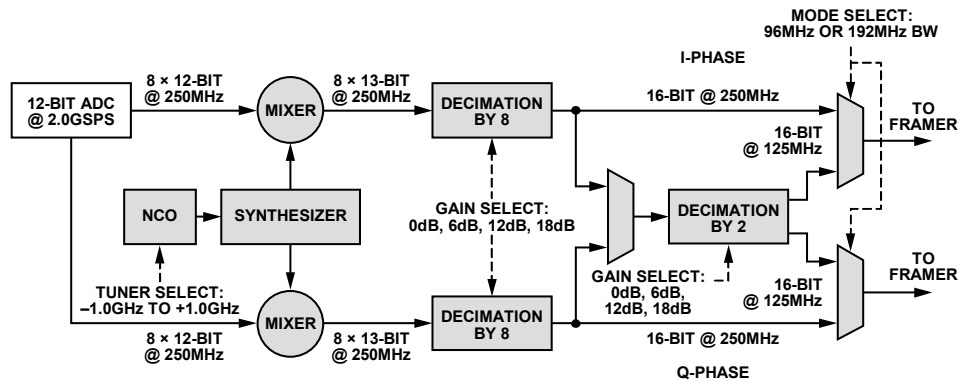 MODE SELECT:
96MHz OR 192MHz BW
I-PHASE
8 × 12-BIT
@ 250MHz
8 × 13-BIT
@ 250MHz
12-BIT ADC
@ 2.0GSPS
MIXER
DECIMATION
BY 8
16-BIT @ 250MHz
TO
FRAMER
16-BIT
@ 125MHz
NCO
SYNTHESIZER
GAIN SELECT:
0dB, 6dB, 12dB, 18dB
DECIMATION
BY 2
TUNER SELECT:
–1.0GHz TO +1.0GHz
GAIN SELECT:
0dB, 6dB,
12dB, 18dB
TO
FRAMER
16-BIT
@ 125MHz
MIXER
DECIMATION
BY 8
8 × 12-BIT
@ 250MHz
8 × 13-BIT
@ 250MHz
16-BIT @ 250MHz
Q-PHASE